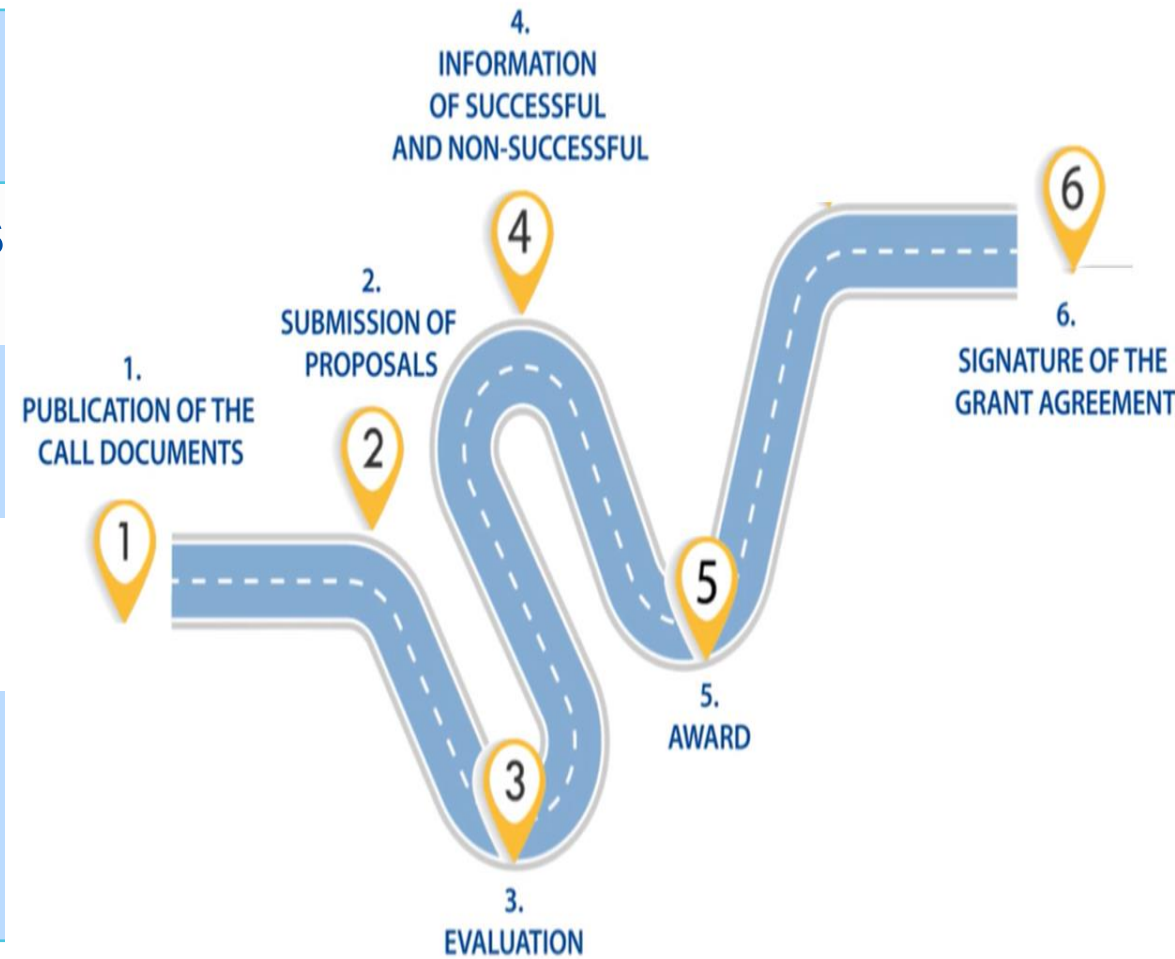 1.
PUBLICATION OF THE
CALL DOCUMENTS
1
2.
SUBMISSION OF
PROPOSALS
2
3
3.
EVALUATION
4.
INFORMATION
OF SUCCESSFUL
AND NON-SUCCESSFUL
4
5
5.
AWARD
6
6.
SIGNATURE OF THE
GRANT AGREEMENT